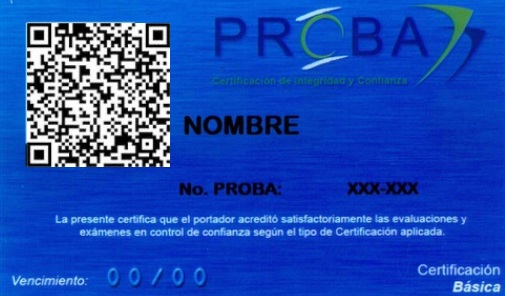 PROBA
Certificación de Integridad y Confianza
NOMBRE
No. PROBA: XXX-XXX
La presente certifica que el portador acreditó satisfactoriamente las evaluaciones y
exámenes en control de confianza según el tipo de Certificación aplicada.
Vencimiento: 00/00
Certificación
Básica